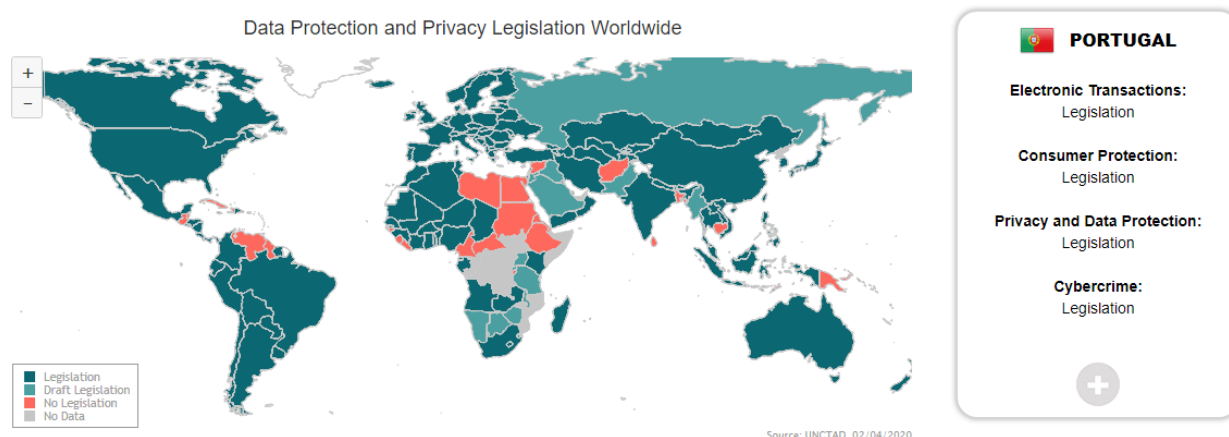 Data Protection and Privacy Legislation Worldwide
+
−
Legislation
Draft Legislation
No Legislation
No Data
Source: UNCTAD, 02/04/2020
PORTUGAL
Electronic Transactions:
Legislation
Consumer Protection:
Legislation
Privacy and Data Protection:
Legislation
Cybercrime:
Legislation